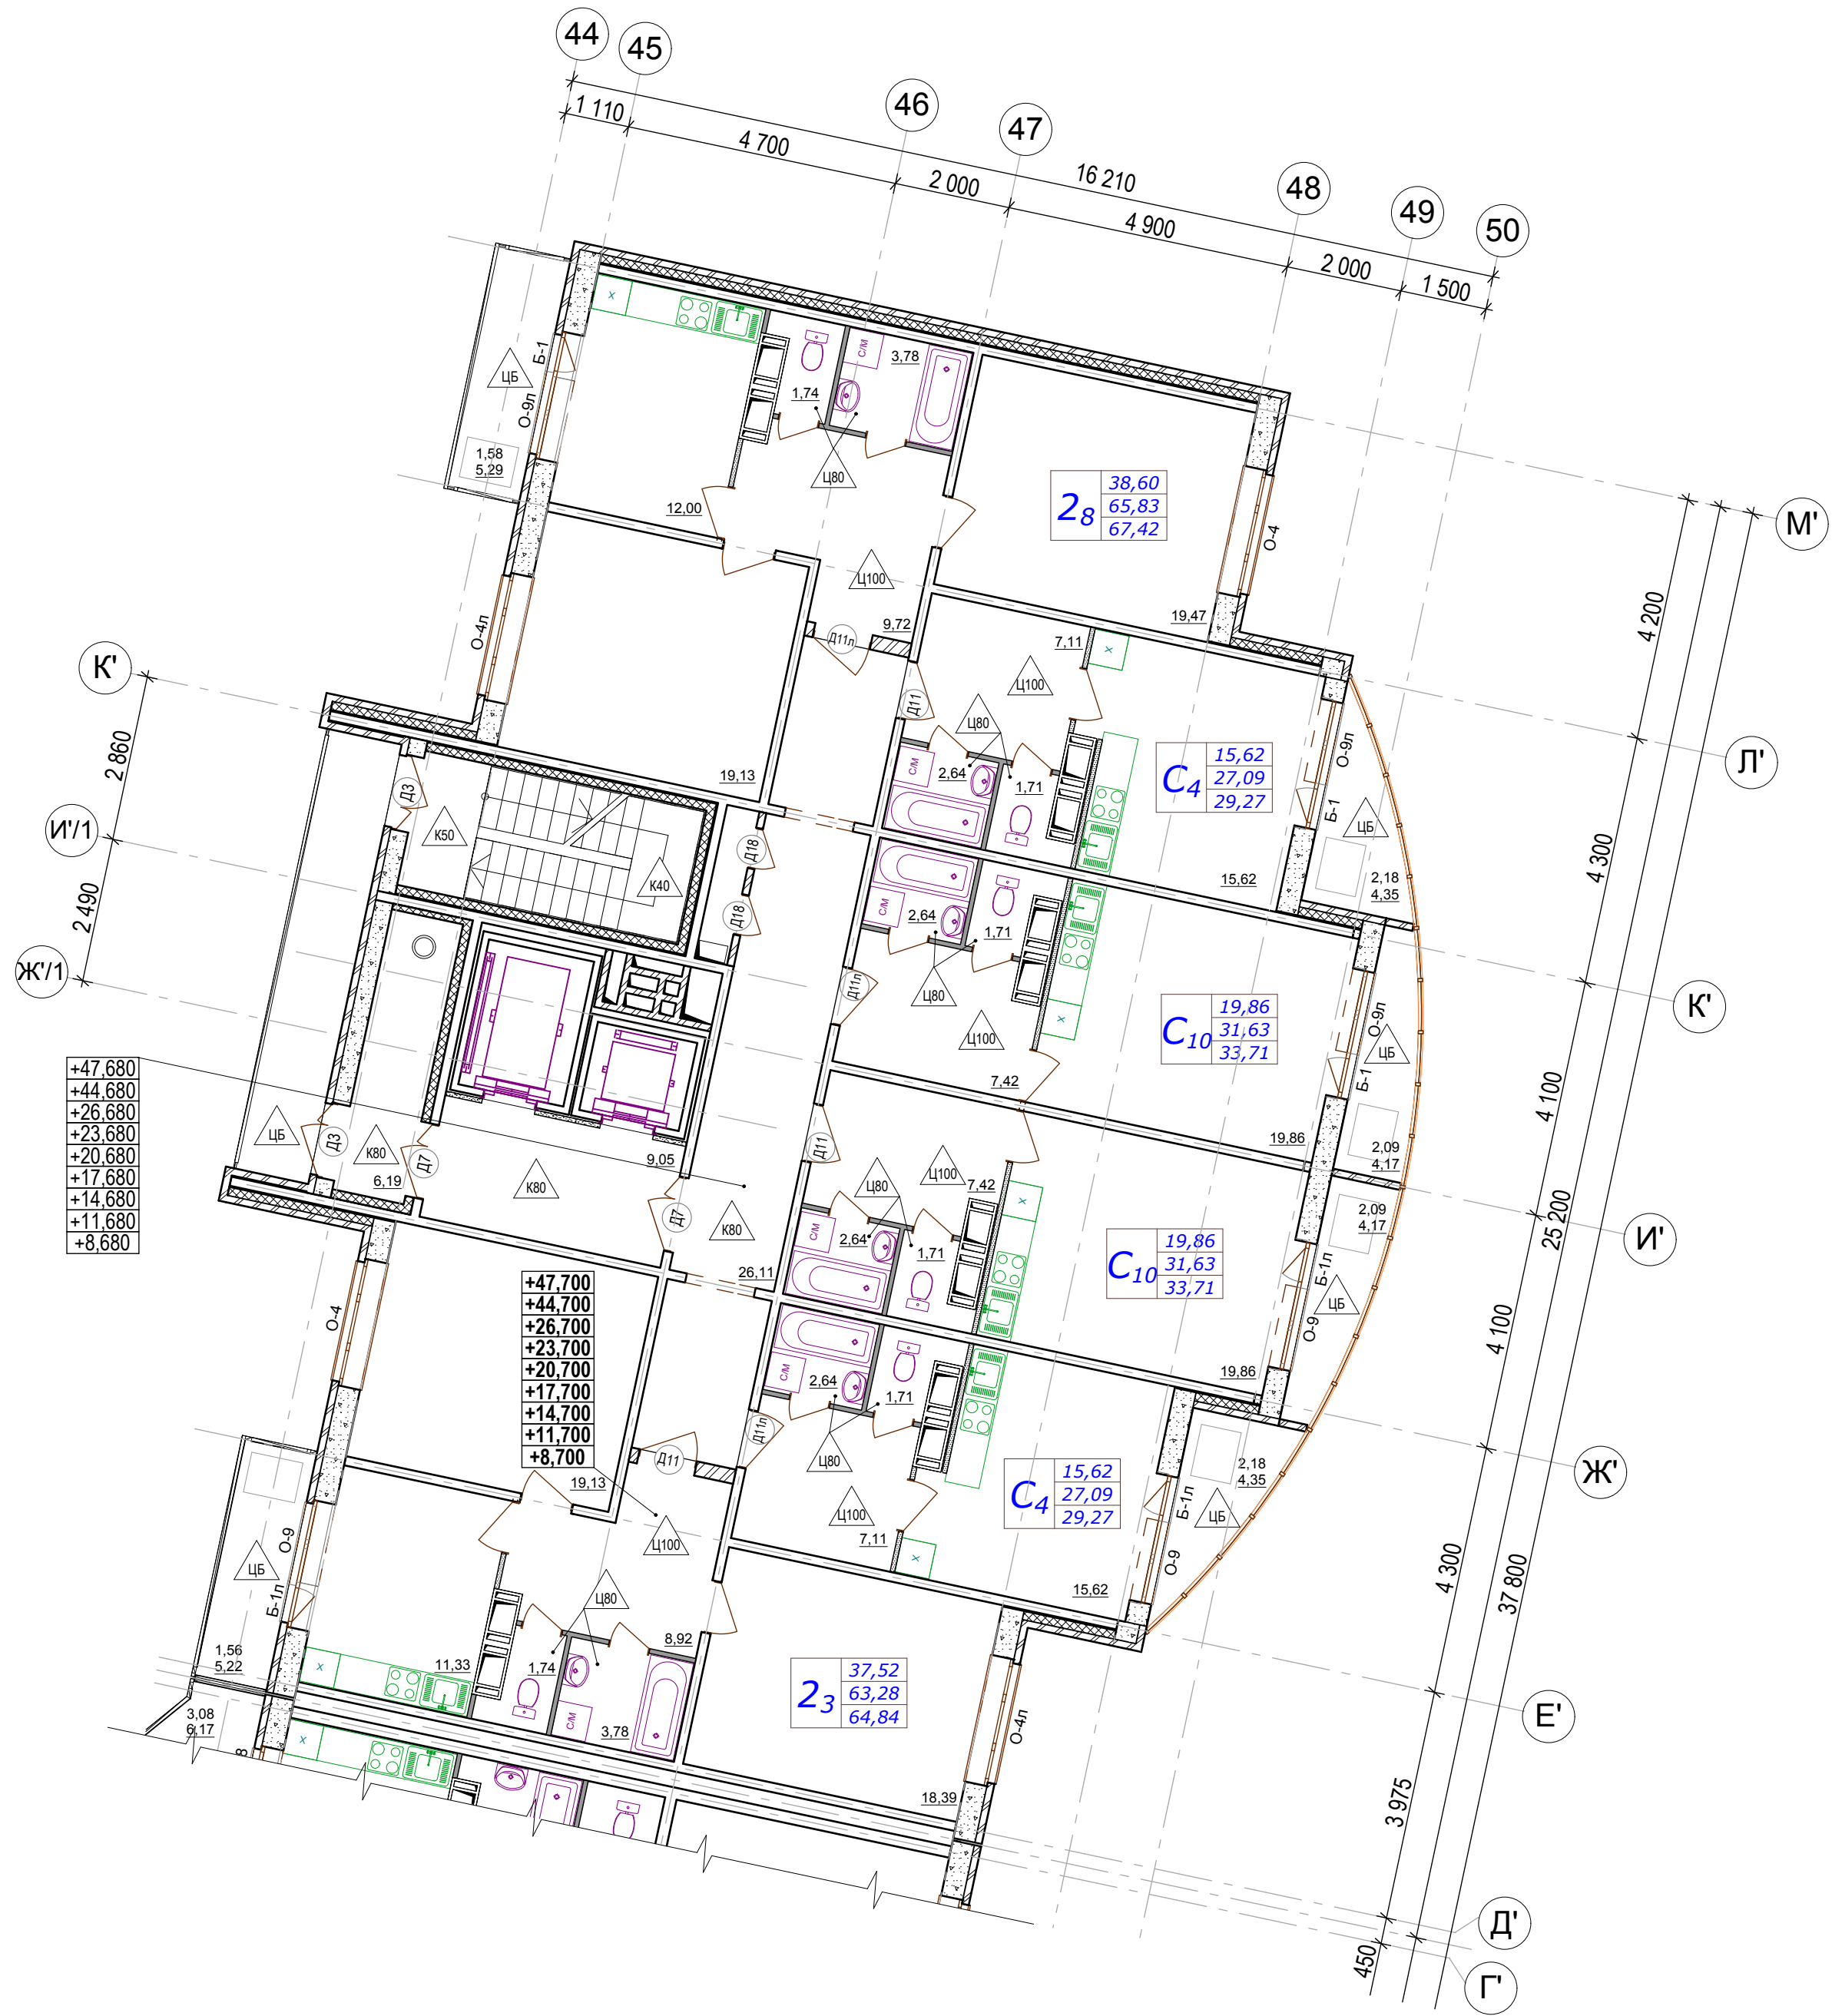 44
45
46
47
48
49
50
1 110
4 700
2 000
16 210
4 900
2 000
1 500
Б-1
ЦБ
О-9л
1,58
5,29
С/М
3,78
1,74
Ц80
12,00
2₈
38,60
65,83
67,42
О-4
М'
Ц100
О-4л
9,72
Д11л
19,47
7,11
4 200
К'
Ц100
Д11
Ц80
О-9л
Л'
2 860
19,13
С/М
2,64
1,71
С₄
15,62
27,09
29,27
Д3
Б-1
ЦБ
И'/1
К50
К40
Д18
15,62
2,18
4,35
4 300
2 490
Д18
С/М
2,64
1,71
Ж'/1
Д11л
Ц80
Ц100
С₁₀
19,86
31,63
33,71
О-9л
К'
ЦБ
Б-1
7,42
+47,680
+44,680
+26,680
+23,680
+20,680
+17,680
+14,680
+11,680
+8,680
ЦБ
Д3
К80
Д7
6,19
9,05
К80
Д11
19,86
2,09
4,17
4 100
Ц80
Ц100
7,42
Д7
К80
2,09
4,17
25 200
И'
С/М
2,64
1,71
С₁₀
19,86
31,63
33,71
Б-1л
ЦБ
26,11
О-4
О-9
+47,700
+44,700
+26,700
+23,700
+20,700
+17,700
+14,700
+11,700
+8,700
4 100
С/М
2,64
1,71
19,86
Д11л
Ц80
Д11
2,18
4,35
Ж'
19,13
С₄
15,62
27,09
29,27
Б-1л
ЦБ
Ц100
Ц100
7,11
О-9
О-9
ЦБ
Б-1л
Ц80
15,62
4 300
37 800
1,56
5,22
11,33
1,74
8,92
2₃
37,52
63,28
64,84
Е'
3,08
6,17
С/М
3,78
О-4л
18,39
3 975
Д'
450
Г'